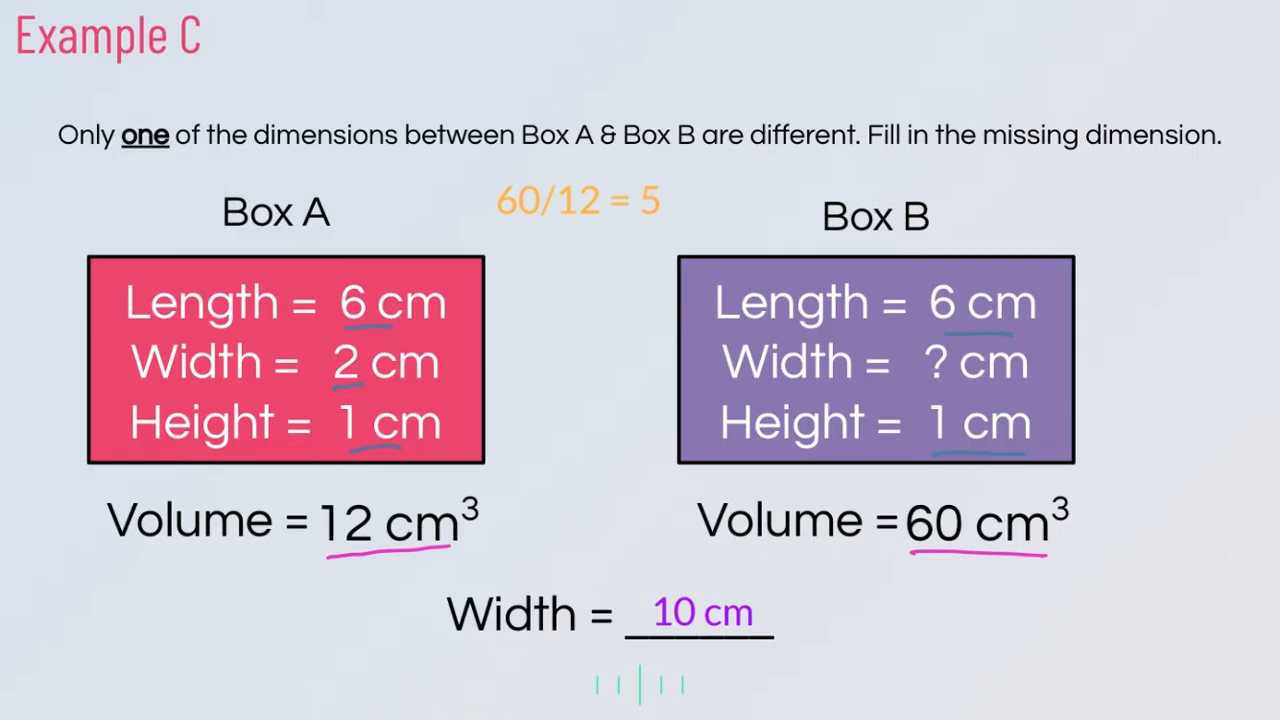 Example C
Only one of the dimensions between Box A & Box B are different. Fill in the missing dimension.
60/12 = 5
Box A
Length = 6 cm
Width = 2 cm
Height = 1 cm
Volume = 12 cm³
Box B
Length = 6 cm
Width = ? cm
Height = 1 cm
Volume = 60 cm³
Width = 10 cm